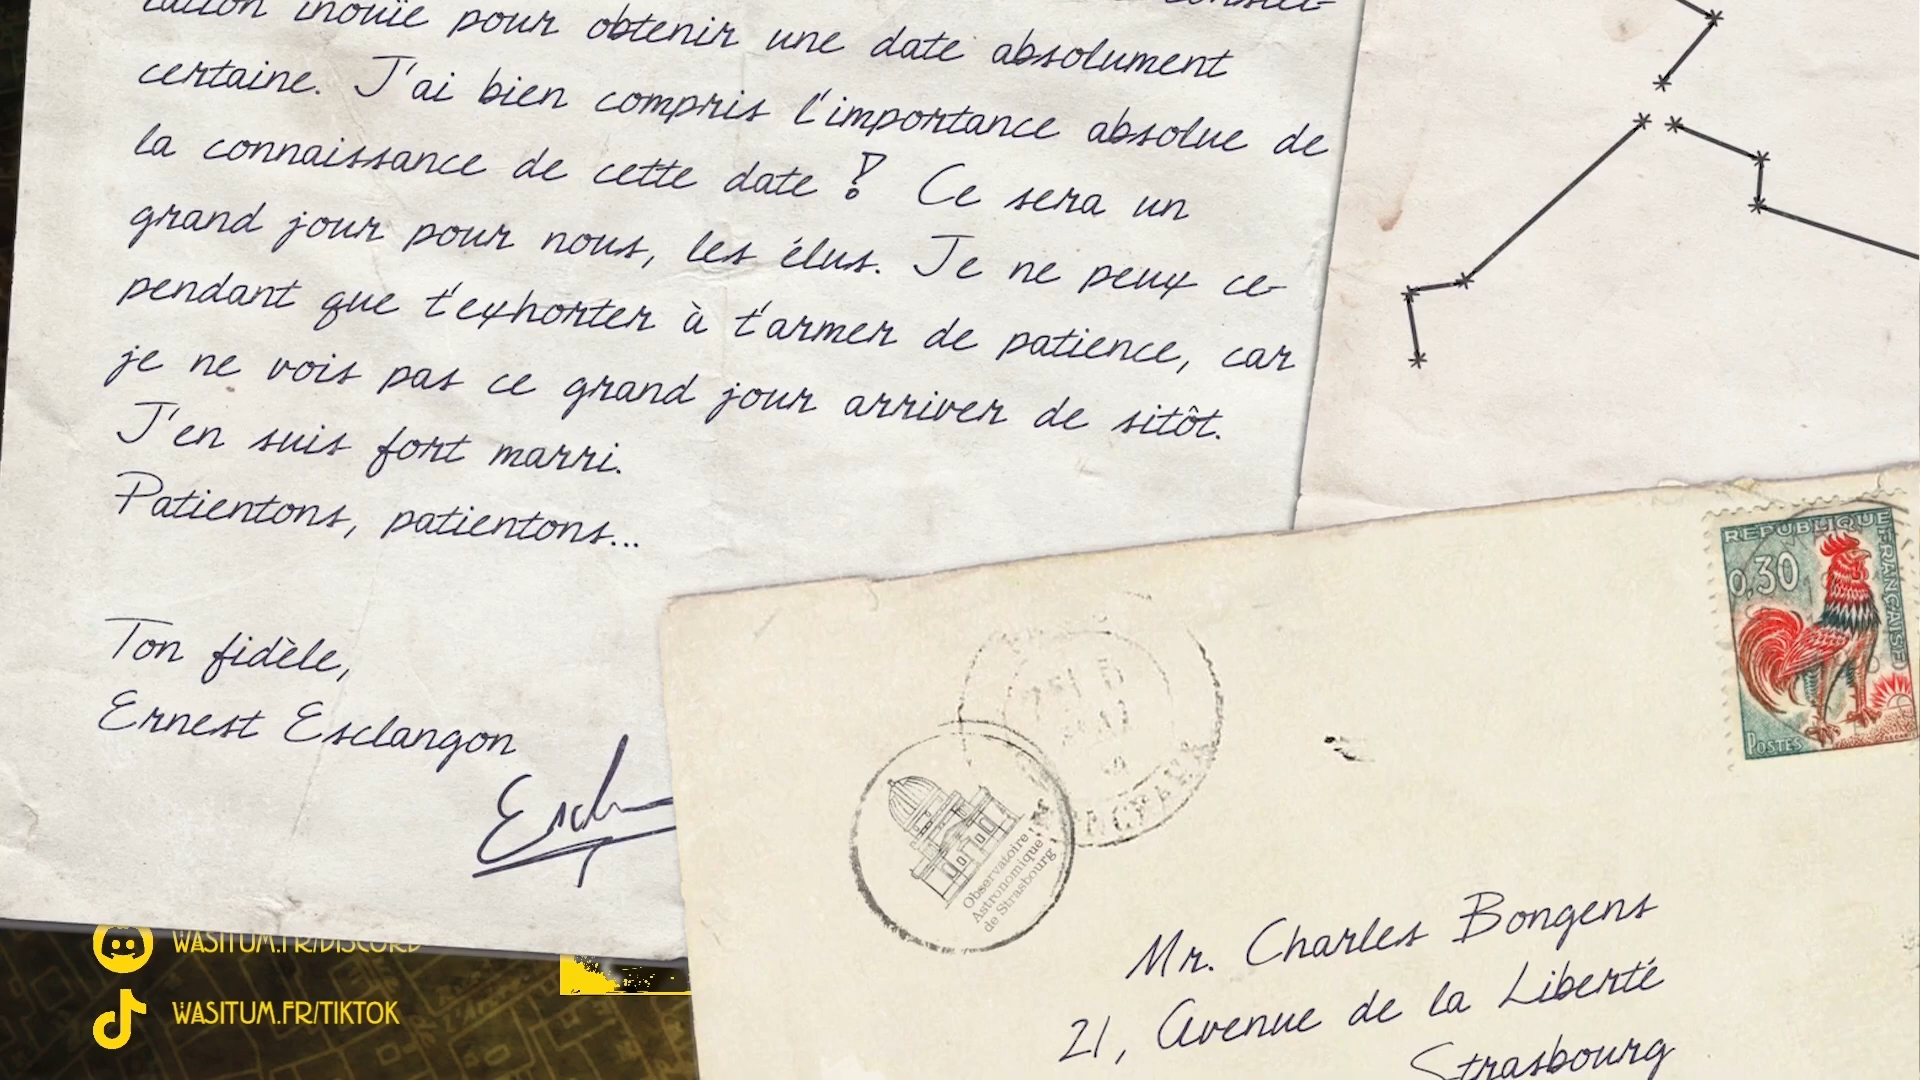 inouïe pour obtenir une date absolument
certaine. J'ai bien compris l'importance absolue de
la connaissance de cette date ! Ce sera un
grand jour pour nous, les élus. Je ne peux ce-
pendant que t'exhorter à t'armer de patience, car
je ne vois pas ce grand jour arriver de sitôt.
J'en suis fort marri.
Patientons, patientons...
Ton fidèle,
Ernest Esclangon
REPUBLIQUE FRANÇAISE
0,30
POSTES
Observatoire
Astronomique
de Strasbourg
Mr. Charles Bongens
21, Avenue de la Liberté
Strasbourg
WASITUM.FR/DISCORD
WASITUM.FR/TIKTOK